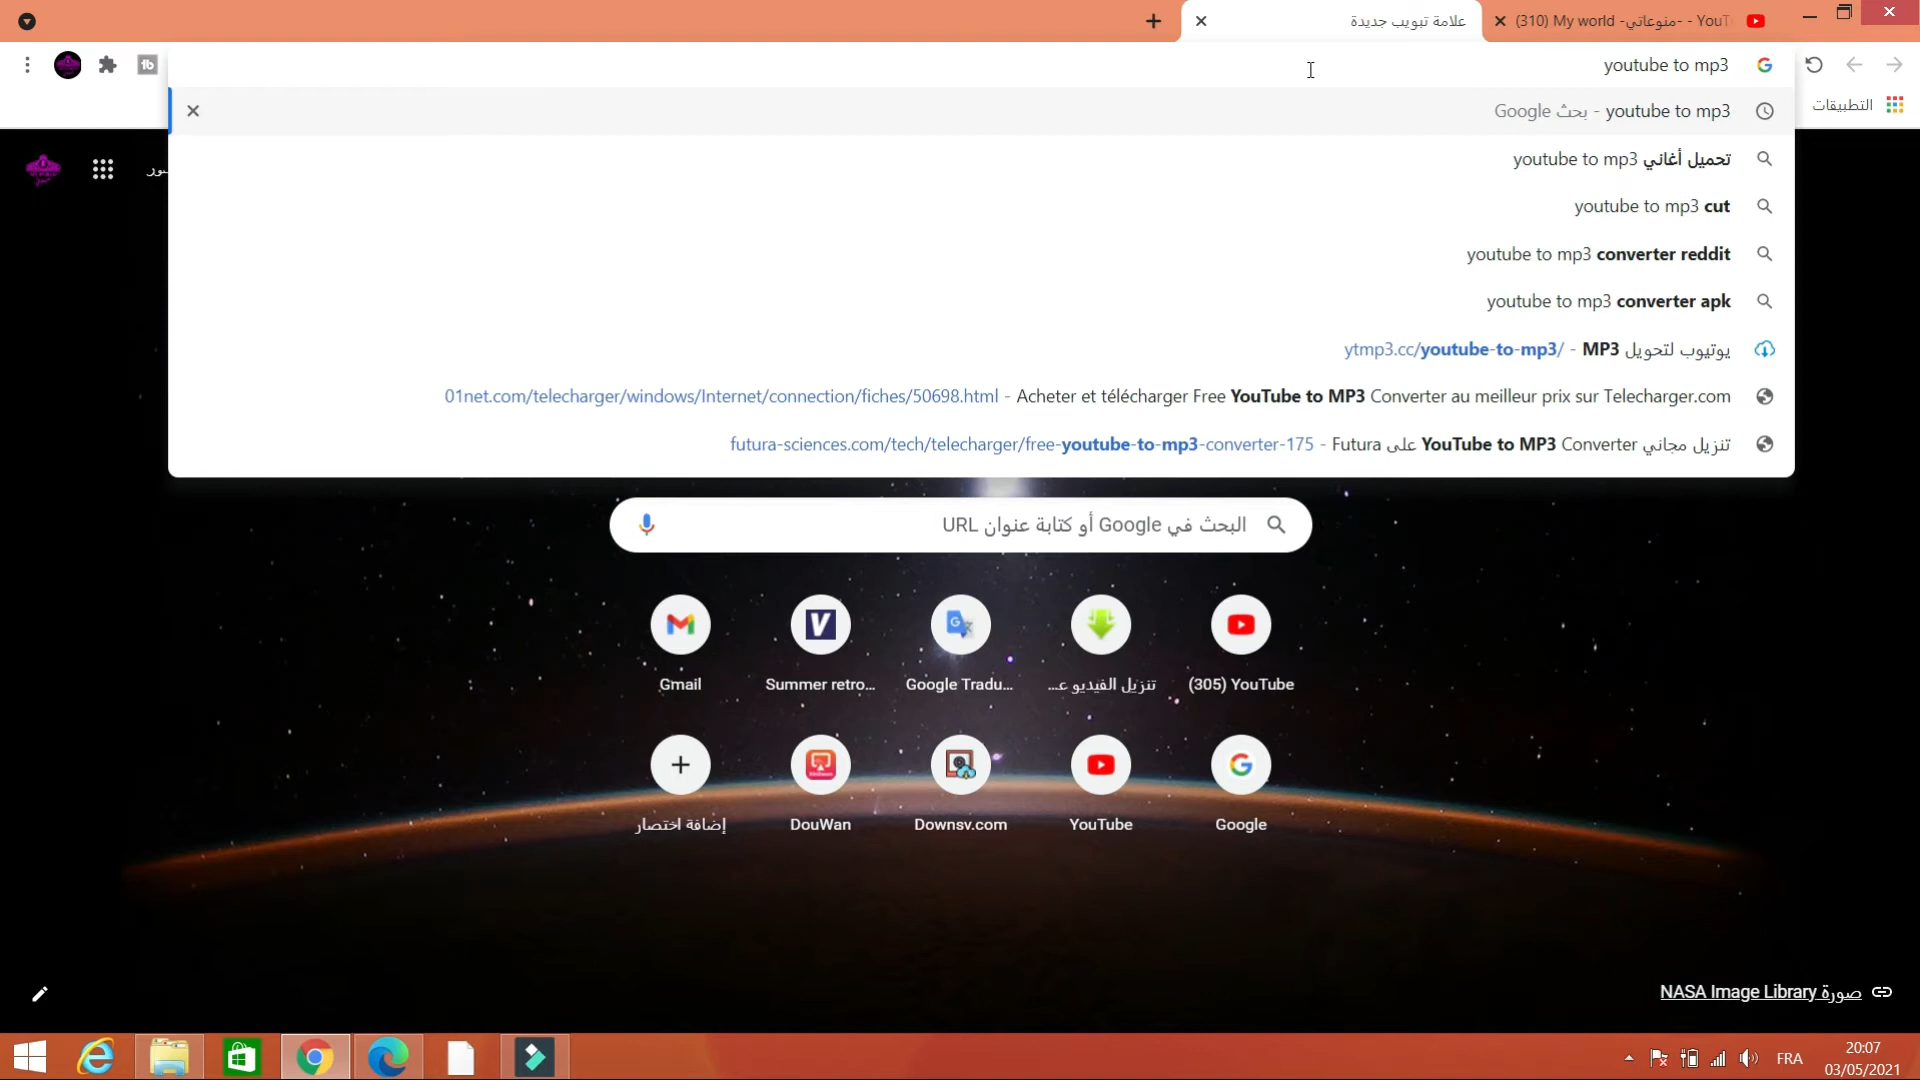 (310) My world -منوعاتي- - YouT
علامة تبويب جديدة
youtube to mp3
التطبيقات
youtube to mp3 - بحث Google
youtube to mp3 تحميل أغاني
youtube to mp3 cut
youtube to mp3 converter reddit
youtube to mp3 converter apk
يوتيوب لتحويل MP3 - ytmp3.cc/youtube-to-mp3/
01net.com/telecharger/windows/Internet/connection/fiches/50698.html - Acheter et télécharger Free YouTube to MP3 Converter au meilleur prix sur Telecharger.com
تنزيل مجاني YouTube to MP3 Converter على Futura - futura-sciences.com/tech/telecharger/free-youtube-to-mp3-converter-175
البحث في Google أو كتابة عنوان URL
(305) YouTube
تنزيل الفيديو ع...
Google Tradu...
Summer retro...
Gmail
Google
YouTube
Downsv.com
DouWan
إضافة اختصار
صورة NASA Image Library
FRA
20:07
03/05/2021